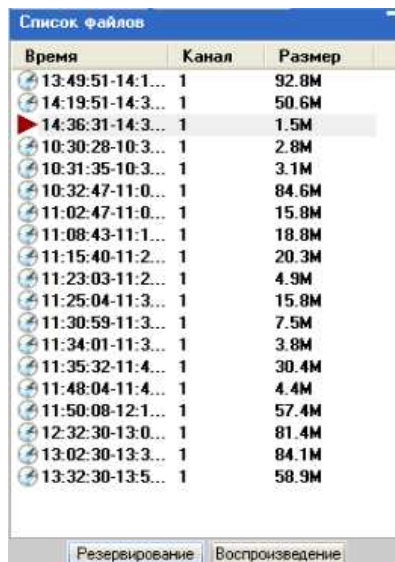 Список файлов
Время Канал Размер
13:49:51-14:1... 1 92.8M
14:19:51-14:3... 1 50.6M
14:36:31-14:3... 1 1.5M
10:30:28-10:3... 1 2.8M
10:31:35-10:3... 1 3.1M
10:32:47-11:0... 1 84.6M
11:02:47-11:0... 1 15.8M
11:08:43-11:1... 1 18.8M
11:15:40-11:2... 1 20.3M
11:23:03-11:2... 1 4.9M
11:25:04-11:3... 1 15.8M
11:30:59-11:3... 1 7.5M
11:34:01-11:3... 1 3.8M
11:35:32-11:4... 1 30.4M
11:48:04-11:4... 1 4.4M
11:50:08-12:1... 1 57.4M
12:32:30-13:0... 1 81.4M
13:02:30-13:3... 1 84.1M
13:32:30-13:5... 1 58.9M
Резервирование Воспроизведение